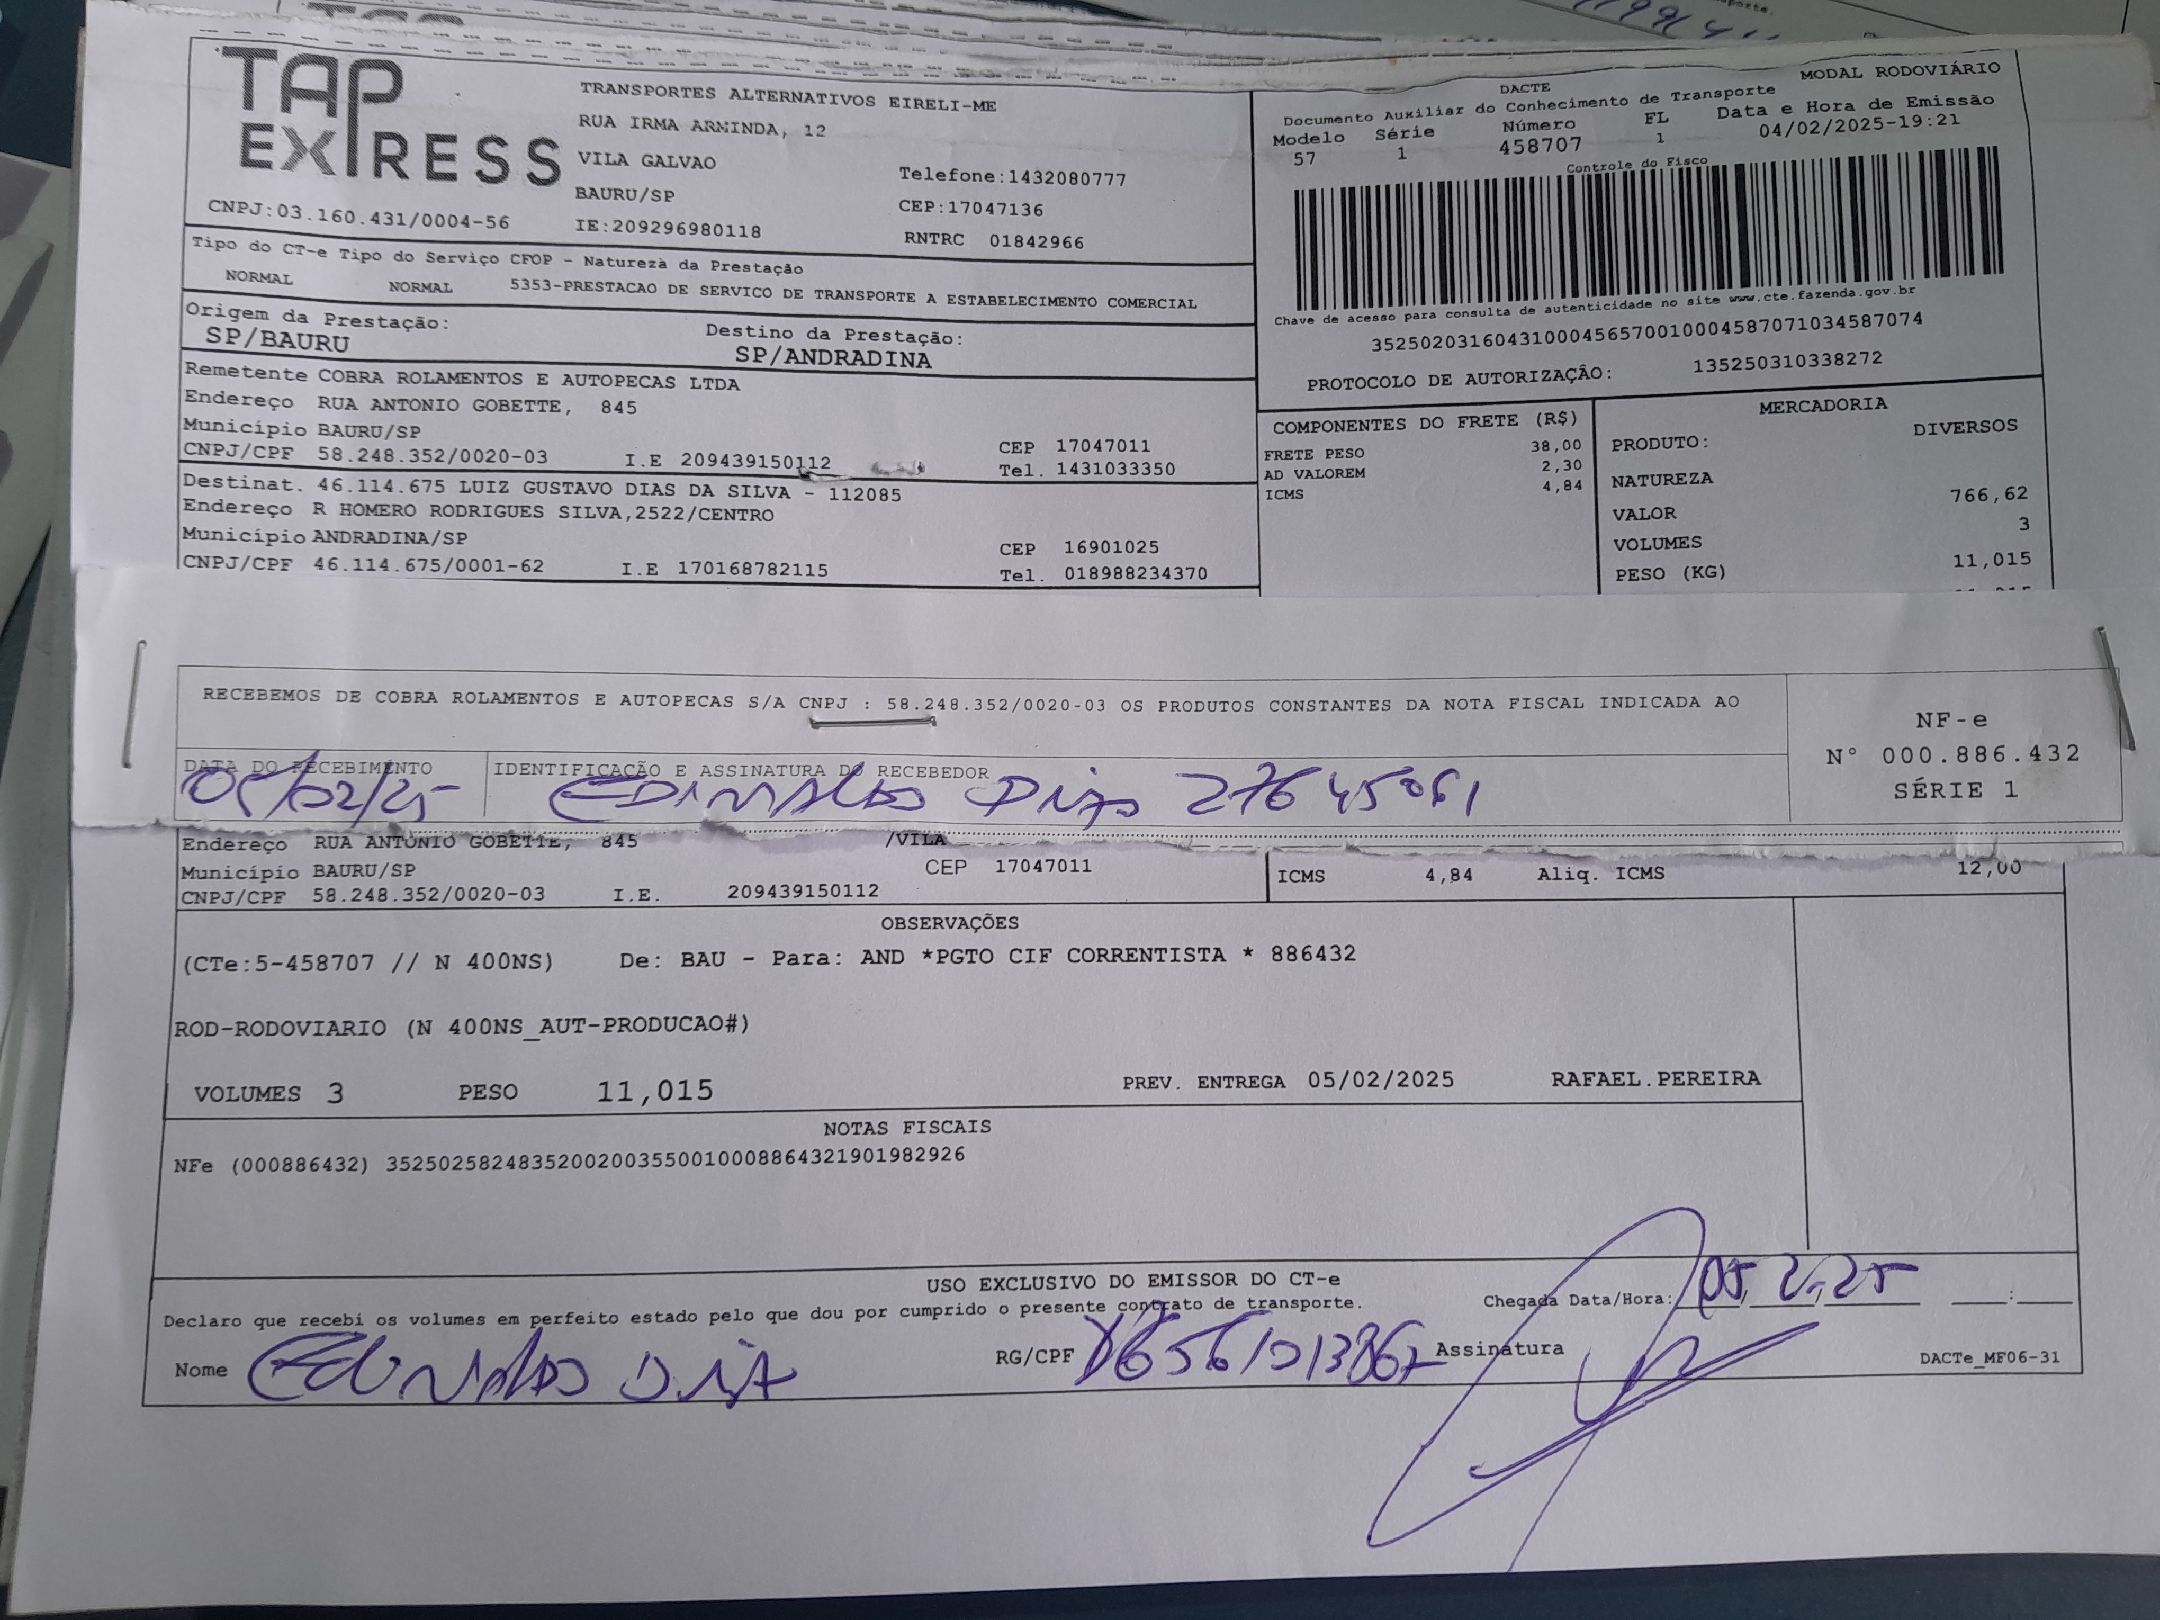 TAP EXPRESS
TRANSPORTES ALTERNATIVOS EIRELI-ME
RUA IRMA ARMINDA, 12
VILA GALVAO
BAURU/SP
Telefone:1432080777
CEP:17047136
CNPJ:03.160.431/0004-56
IE:209296980118
RNTRC 01842966
DACTE
MODAL RODOVIÁRIO
Documento Auxiliar do Conhecimento de Transporte
Modelo Série Número FL Data e Hora de Emissão
57 1 458707 1 04/02/2025-19:21
Controle do Fisco
Chave de acesso para consulta de autenticidade no site www.cte.fazenda.gov.br
35250203160431000456570010004587071034587074
PROTOCOLO DE AUTORIZAÇÃO: 135250310338272
Tipo do CT-e Tipo do Serviço CFOP - Natureza da Prestação
NORMAL NORMAL 5353-PRESTACAO DE SERVICO DE TRANSPORTE A ESTABELECIMENTO COMERCIAL
Origem da Prestação: Destino da Prestação:
SP/BAURU SP/ANDRADINA
Remetente COBRA ROLAMENTOS E AUTOPECAS LTDA
Endereço RUA ANTONIO GOBETTE, 845
Município BAURU/SP CEP 17047011
CNPJ/CPF 58.248.352/0020-03 I.E 209439150112 Tel. 1431033350
Destinat. 46.114.675 LUIZ GUSTAVO DIAS DA SILVA - 112085
Endereço R HOMERO RODRIGUES SILVA,2522/CENTRO
Município ANDRADINA/SP CEP 16901025
CNPJ/CPF 46.114.675/0001-62 I.E 170168782115 Tel. 018988234370
COMPONENTES DO FRETE (R$)
FRETE PESO 38,00
AD VALOREM 2,30
ICMS 4,84
MERCADORIA
PRODUTO: DIVERSOS
NATUREZA
VALOR 766,62
VOLUMES 3
PESO (KG) 11,015
RECEBEMOS DE COBRA ROLAMENTOS E AUTOPECAS S/A CNPJ : 58.248.352/0020-03 OS PRODUTOS CONSTANTES DA NOTA FISCAL INDICADA AO
NF-e
N° 000.886.432
SÉRIE 1
DATA DO RECEBIMENTO IDENTIFICAÇÃO E ASSINATURA DO RECEBEDOR
05/02/25 EDINALDO DIAS 27645061
Endereço RUA ANTONIO GOBETTE, 845 /VILA
Município BAURU/SP CEP 17047011
CNPJ/CPF 58.248.352/0020-03 I.E. 209439150112
ICMS 4,84 Aliq. ICMS 12,00
OBSERVAÇÕES
(CTe:5-458707 // N 400NS) De: BAU - Para: AND *PGTO CIF CORRENTISTA * 886432
ROD-RODOVIARIO (N 400NS_AUT-PRODUCAO#)
VOLUMES 3 PESO 11,015 PREV. ENTREGA 05/02/2025 RAFAEL.PEREIRA
NOTAS FISCAIS
NFe (000886432) 35250258248352002003550010008864321901982926
USO EXCLUSIVO DO EMISSOR DO CT-e
Declaro que recebi os volumes em perfeito estado pelo que dou por cumprido o presente contrato de transporte.
Chegada Data/Hora: 05 2 25 :
Nome EDINALDO DIA RG/CPF Assinatura
DACTe_MF06-31